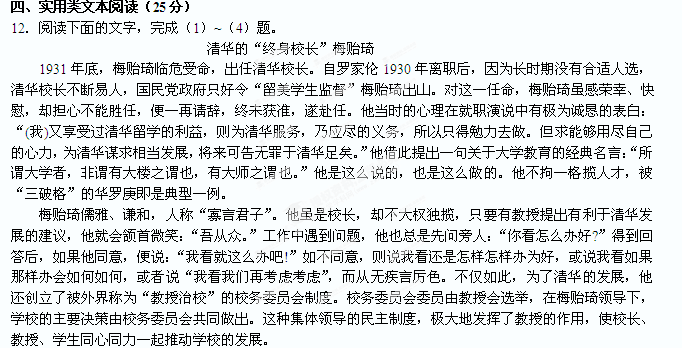 四、实用类文本阅读（25分）
12．阅读下面的文字，完成（1）~（4）题。
清华的“终身校长”梅贻琦
1931 年底，梅贻琦临危受命，出任清华校长。自罗家伦 1930 年离职后，因为长时期没有合适人选，
清华校长不断易人，国民党政府只好令“留美学生监督”梅贻琦出山。对这一任命，梅贻琦虽感荣幸、快
慰，却担心不能胜任，便一再请辞，终未获准，遂赴任。他当时的心理在就职演说中有极为诚恳的表白：
“(我)又享受过清华留学的利益，则为清华服务，乃应尽的义务，所以只得勉力去做。但求能够用尽自己
的心力，为清华谋求相当发展，将来可告无罪于清华足矣。”他借此提出一句关于大学教育的经典名言：“所
谓大学者，非谓有大楼之谓也，有大师之谓也。”他是这么说的，也是这么做的。他不拘一格揽人才，被
“三破格”的华罗庚即是典型一例。
梅贻琦儒雅、谦和，人称“寡言君子”。他虽是校长，却不大权独揽，只要有教授提出有利于清华发
展的建议，他就会颌首微笑：“吾从众。”工作中遇到问题，他也总是先问旁人：“你看怎么办好?”得到回
答后，如果他同意，便说：“我看就这么办吧!”如不同意，则说我看还是怎样怎样办为好，或说我看如果
那样办会如何如何，或者说“我看我们再考虑考虑”，而从无疾言厉色。不仅如此，为了清华的发展，他
还创立了被外界称为“教授治校”的校务委员会制度。校务委员会委员由教授会选举，在梅贻琦领导下，
学校的主要决策由校务委员会共同做出。这种集体领导的民主制度，极大地发挥了教授的作用，使校长、
教授、学生同心同力一起推动学校的发展。